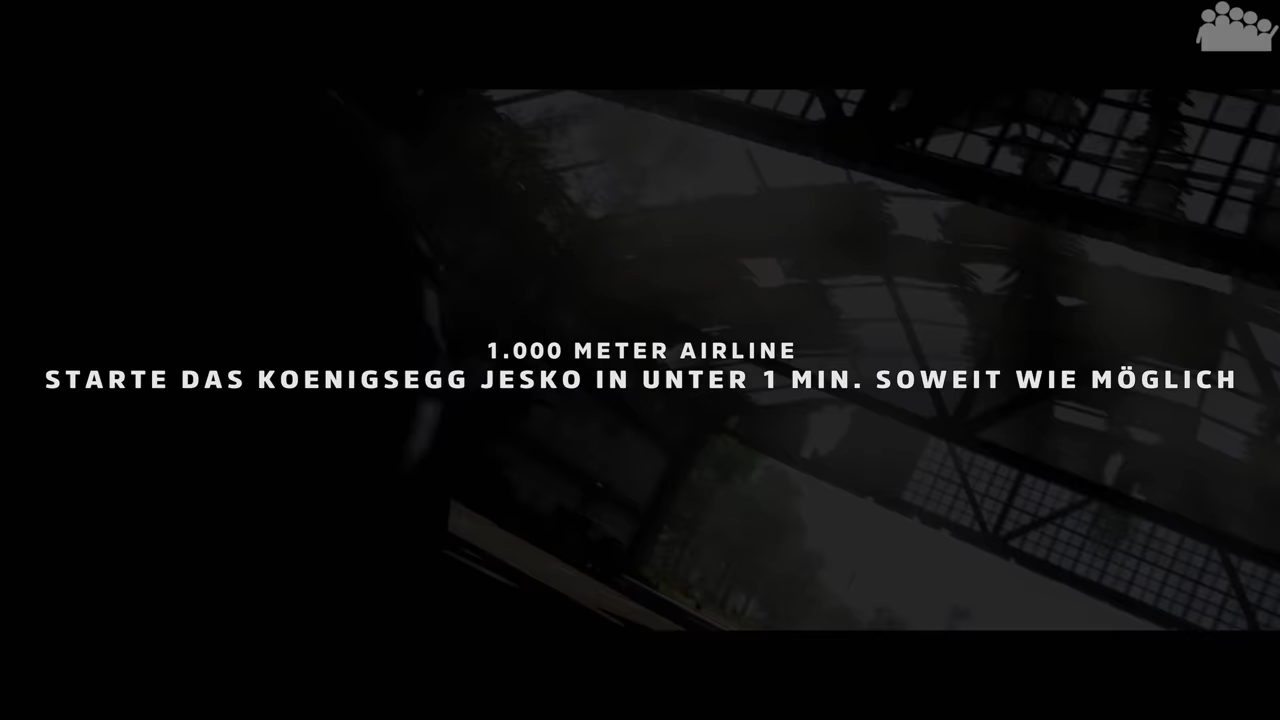 1.000 METER AIRLINE
STARTE DAS KOENIGSEGG JESKO IN UNTER 1 MIN. SOWEIT WIE MÖGLICH